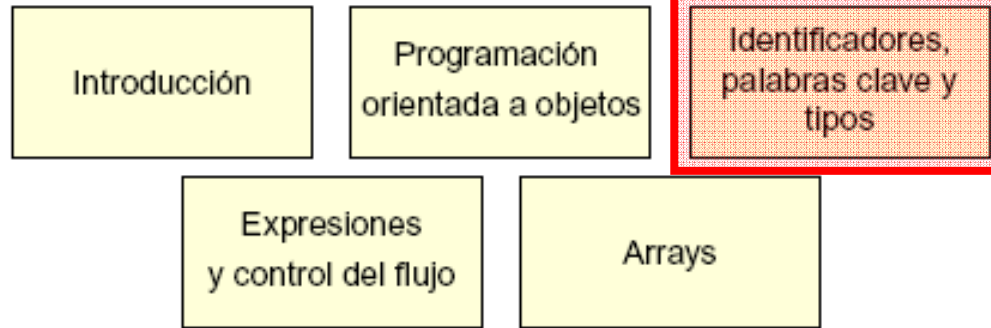 Introducción
Programación
orientada a objetos
Identificadores,
palabras clave y
tipos
Expresiones
y control del flujo
Arrays